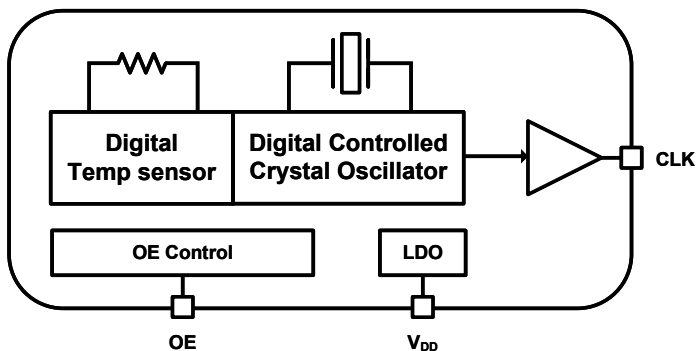 Digital
Temp sensor
Digital Controlled
Crystal Oscillator
CLK
OE Control
LDO
OE
VDD